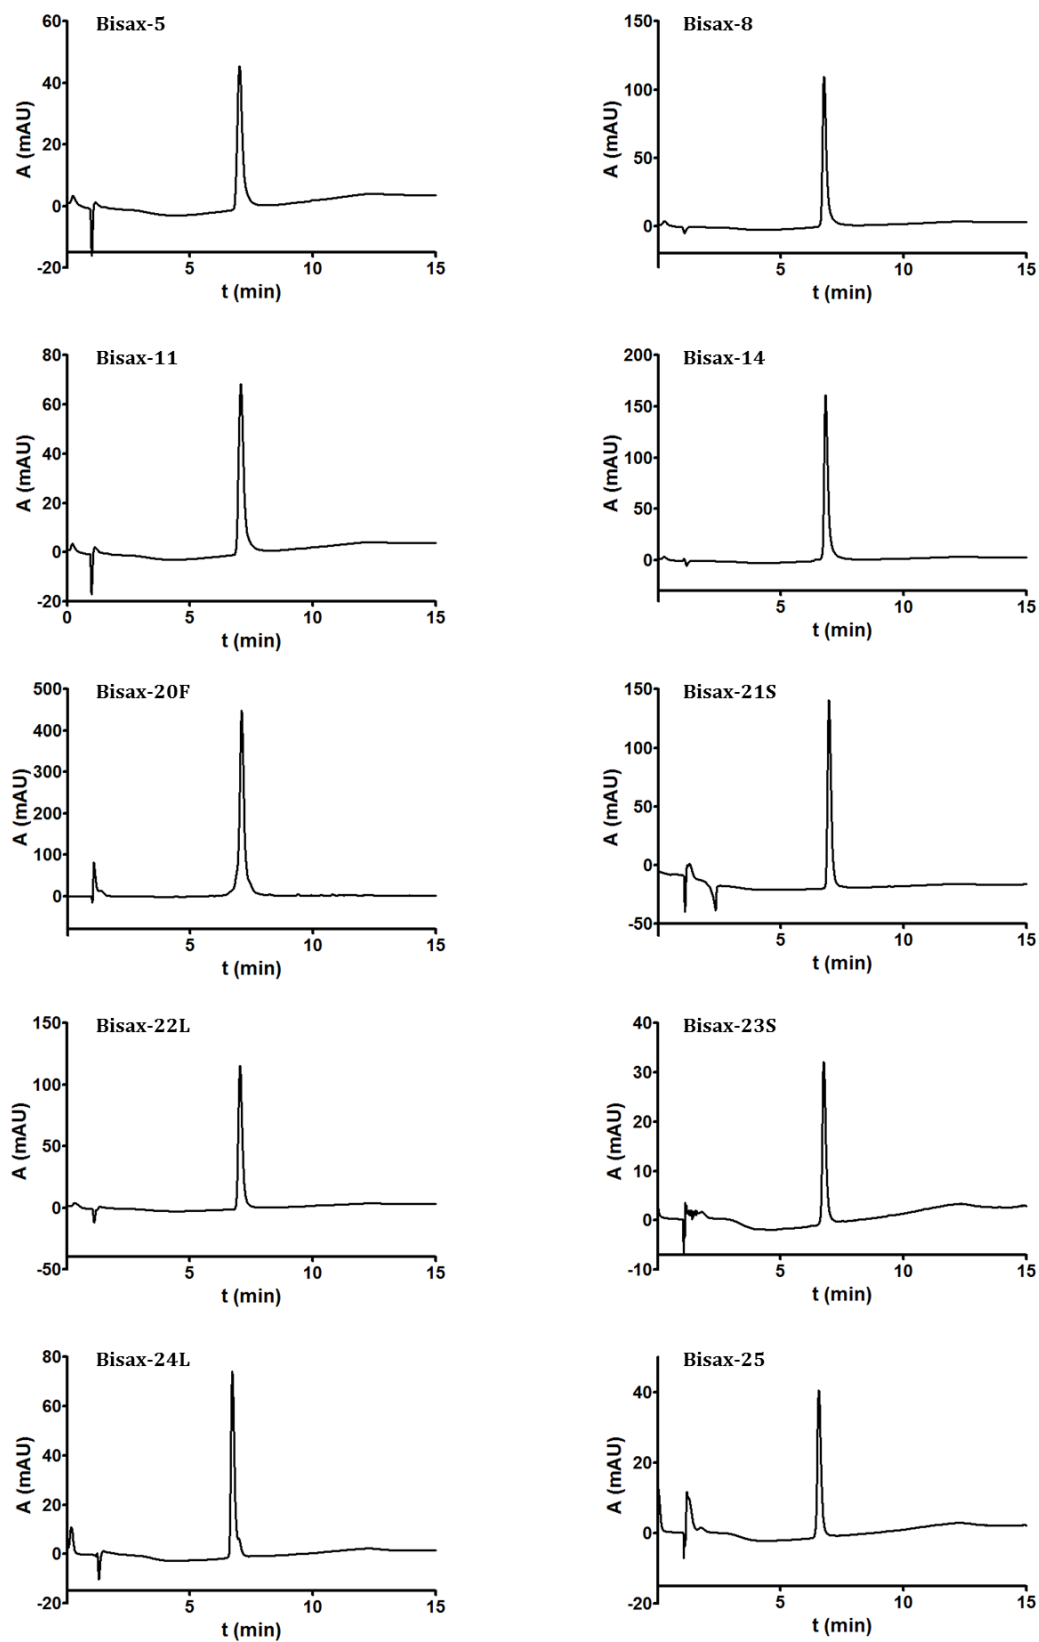 Bisax-5
A (mAU)
60
40
20
0
-20
5
10
15
t (min)
Bisax-8
A (mAU)
150
100
50
0
5
10
15
t (min)
Bisax-11
A (mAU)
80
60
40
20
0
-20
0
5
10
15
t (min)
Bisax-14
A (mAU)
200
150
100
50
0
5
10
15
t (min)
Bisax-20F
A (mAU)
500
400
300
200
100
0
5
10
15
t (min)
Bisax-21S
A (mAU)
150
100
50
0
-50
5
10
15
t (min)
Bisax-22L
A (mAU)
150
100
50
0
-50
5
10
15
t (min)
Bisax-23S
A (mAU)
40
30
20
10
0
-10
5
10
15
t (min)
Bisax-24L
A (mAU)
80
60
40
20
0
-20
5
10
15
t (min)
Bisax-25
A (mAU)
40
20
0
-20
5
10
15
t (min)